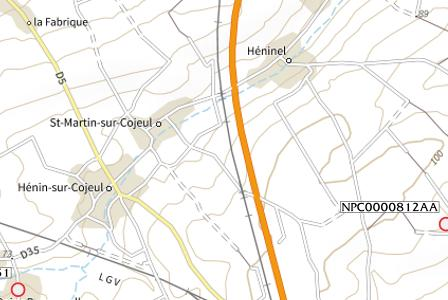 89
la Fabrique
Héninel
D5
St-Martin-sur-Cojeul
100
Hénin-sur-Cojeul
NPC0000812AA
73
D35
LGV